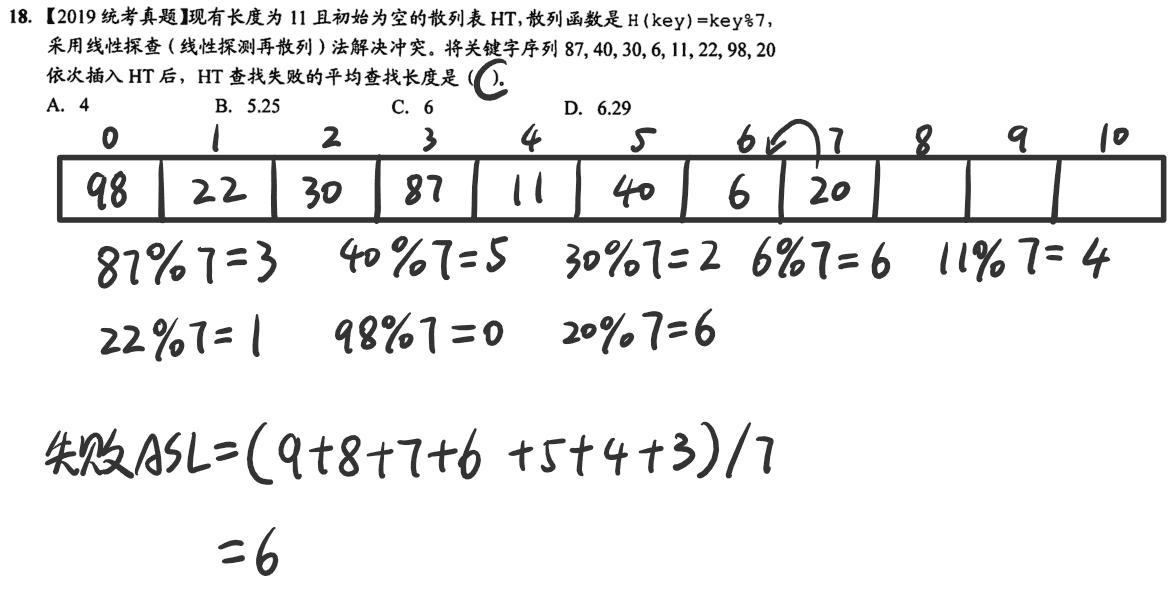 18. 【2019统考真题】现有长度为 11 且初始为空的散列表 HT,散列函数是 H(key)=key%7,
采用线性探查(线性探测再散列)法解决冲突。将关键字序列 87, 40, 30, 6, 11, 22, 98, 20
依次插入 HT 后，HT 查找失败的平均查找长度是( C )。
A. 4 B. 5.25 C. 6 D. 6.29
0 1 2 3 4 5 6 7 8 9 10
98 22 30 87 11 40 6 20
87%7=3 40%7=5 30%7=2 6%7=6 11%7=4
22%7=1 98%7=0 20%7=6
失败ASL=(9+8+7+6+5+4+3)/7
=6